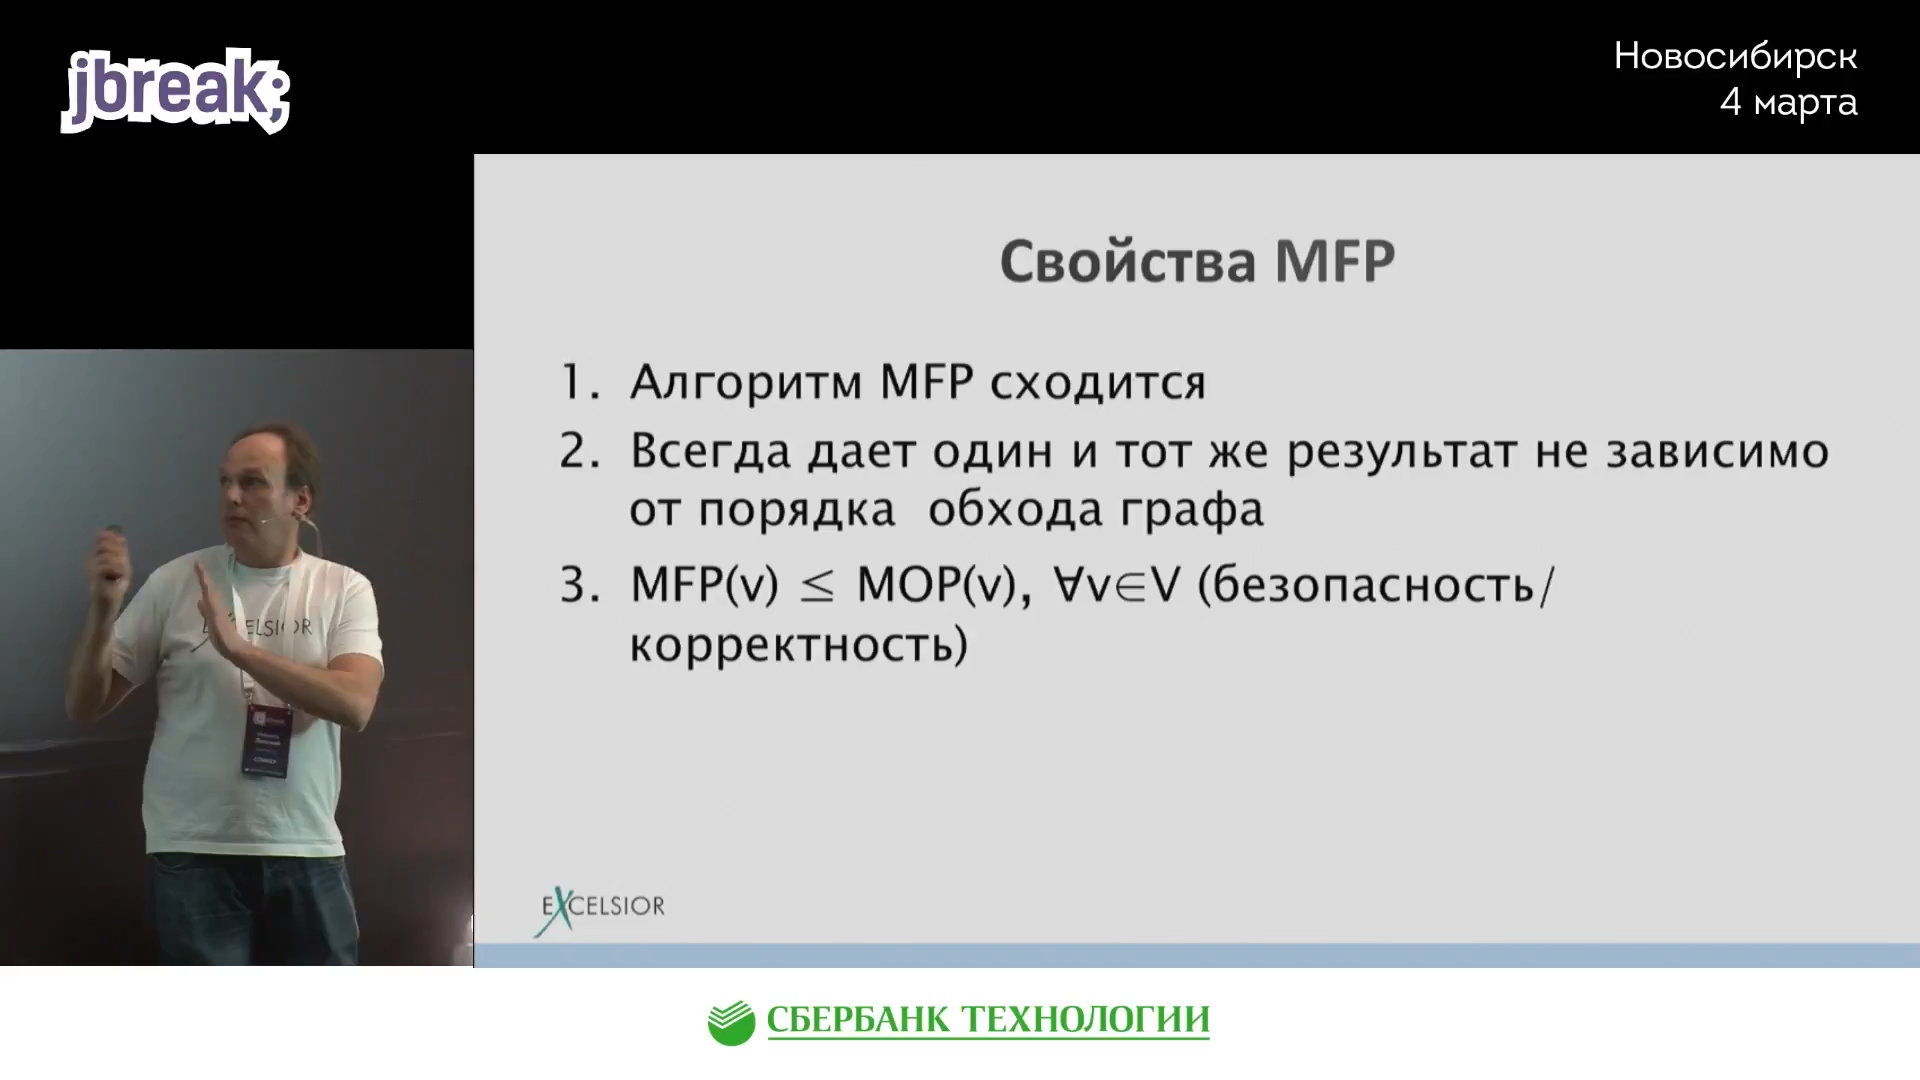 jbreak;
Новосибирск
4 марта
Свойства MFP
1. Алгоритм MFP сходится
2. Всегда дает один и тот же результат не зависимо
от порядка обхода графа
3. MFP(v) ≤ MOP(v), ∀v∈V (безопасность/
корректность)
EXCELSIOR
EXCELSIOR
СБЕРБАНК ТЕХНОЛОГИИ